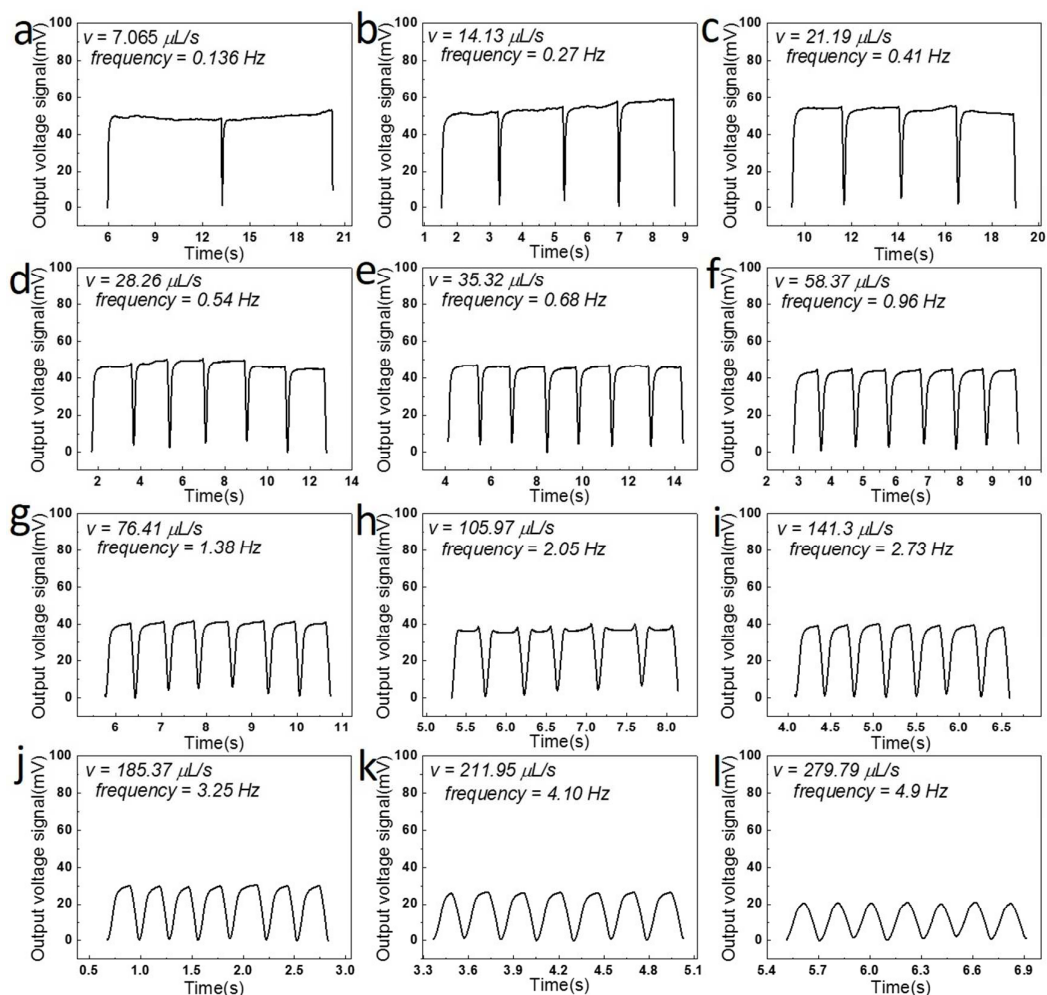 a
v = 7.065 μL/s
frequency = 0.136 Hz
Output voltage signal(mV)
100
80
60
40
20
0
6 9 12 15 18 21
Time(s)
b
v = 14.13 μL/s
frequency = 0.27 Hz
Output voltage signal(mV)
100
80
60
40
20
0
1 2 3 4 5 6 7 8 9
Time(s)
c
v = 21.19 μL/s
frequency = 0.41 Hz
Output voltage signal(mV)
100
80
60
40
20
0
10 12 14 16 18 20
Time(s)
d
v = 28.26 μL/s
frequency = 0.54 Hz
Output voltage signal(mV)
100
80
60
40
20
0
2 4 6 8 10 12 14
Time(s)
e
v = 35.32 μL/s
frequency = 0.68 Hz
Output voltage signal(mV)
100
80
60
40
20
0
4 6 8 10 12 14
Time(s)
f
v = 58.37 μL/s
frequency = 0.96 Hz
Output voltage signal(mV)
100
80
60
40
20
0
2 3 4 5 6 7 8 9 10
Time(s)
g
v = 76.41 μL/s
frequency = 1.38 Hz
Output voltage signal(mV)
100
80
60
40
20
0
6 7 8 9 10 11
Time(s)
h
v = 105.97 μL/s
frequency = 2.05 Hz
Output voltage signal(mV)
100
80
60
40
20
0
5.0 5.5 6.0 6.5 7.0 7.5 8.0
Time(s)
i
v = 141.3 μL/s
frequency = 2.73 Hz
Output voltage signal(mV)
100
80
60
40
20
0
4.0 4.5 5.0 5.5 6.0 6.5
Time(s)
j
v = 185.37 μL/s
frequency = 3.25 Hz
Output voltage signal(mV)
100
80
60
40
20
0
0.5 1.0 1.5 2.0 2.5 3.0
Time(s)
k
v = 211.95 μL/s
frequency = 4.10 Hz
Output voltage signal(mV)
100
80
60
40
20
0
3.3 3.6 3.9 4.2 4.5 4.8 5.1
Time(s)
l
v = 279.79 μL/s
frequency = 4.9 Hz
Output voltage signal(mV)
100
80
60
40
20
0
5.4 5.7 6.0 6.3 6.6 6.9
Time(s)